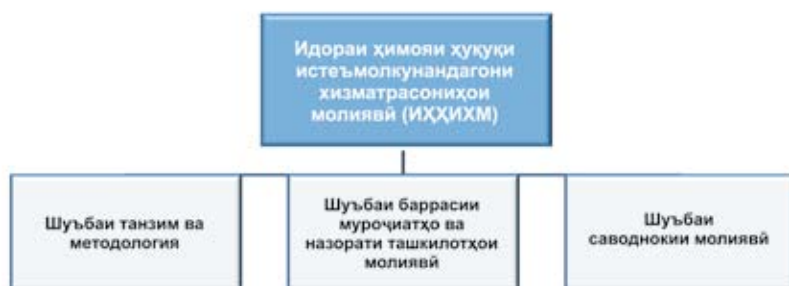 Идораи ҳимояи ҳуқуқи
истеъмолкунандагони
хизматрасониҳои
молиявӣ (ИҲҲИХМ)
Шуъбаи танзим ва
методология
Шуъбаи баррасии
муроҷиатҳо ва
назорати ташкилотҳои
молиявӣ
Шуъбаи
саводнокии молиявӣ